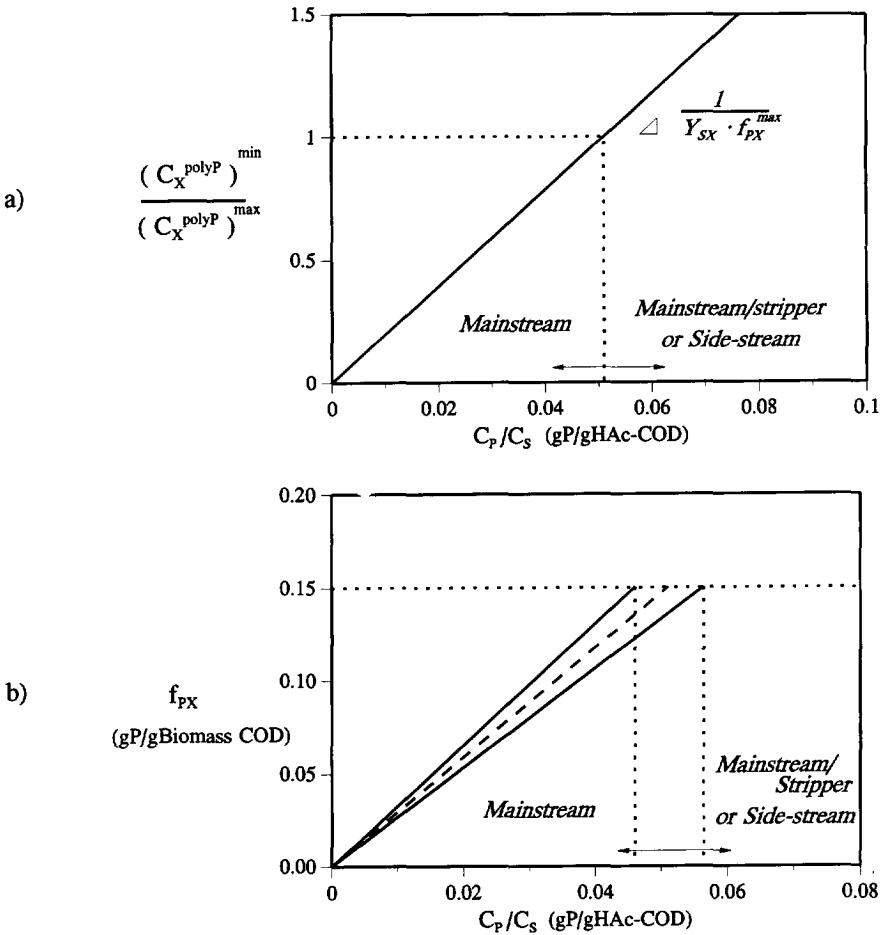 a)
( C_X^polyP )^min
( C_X^polyP )^max
1.5
1
0.5
0
1
Y_SX · f_PX^max
Mainstream
Mainstream/stripper
or Side-stream
0
0.02
0.04
0.06
0.08
0.1
C_P/C_S (gP/gHAc-COD)
b)
f_PX
(gP/gBiomass COD)
0.20
0.15
0.10
0.05
0.00
Mainstream
Mainstream/
Stripper
or Side-stream
0
0.02
0.04
0.06
0.08
C_P/C_S (gP/gHAc-COD)